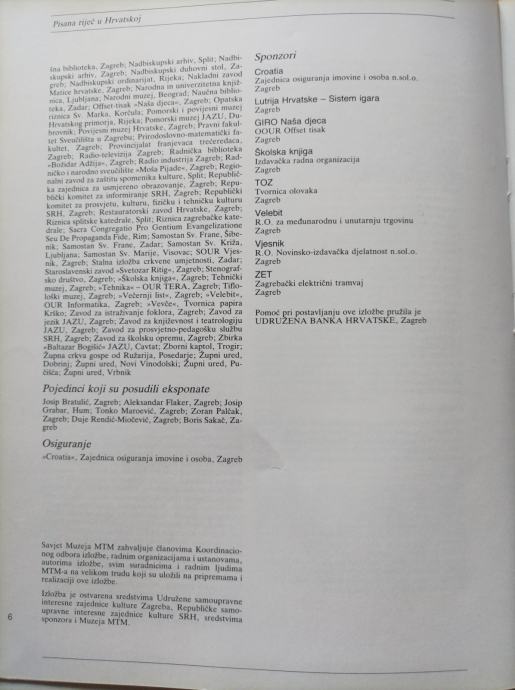 Pisana riječ u Hrvatskoj
šna biblioteka, Zagreb; Nadbiskupski arhiv, Split; Nadbi-
skupski arhiv, Zagreb; Nadbiskupski duhovni stol, Za-
greb; Nadbiskupski ordinarijat, Rijeka; Nakladni zavod
Matice hrvatske, Zagreb; Narodna in univerzitetna knjiž-
nica, Ljubljana; Narodni muzej, Beograd; Naučna biblio-
teka, Zadar; Offset-tisak »Naša djeca«, Zagreb; Opatska
riznica Sv. Marka, Korčula; Pomorski i povijesni muzej
Hrvatskog primorja, Rijeka; Pomorski muzej JAZU, Du-
brovnik; Povijesni muzej Hrvatske, Zagreb; Pravni fakul-
tet Sveučilišta u Zagrebu; Prirodoslovno-matematički fa-
kultet, Zagreb; Provincijalat franjevaca trećeredaca,
Zagreb; Radio-televizija Zagreb; Radnička biblioteka
»Božidar Adžija«, Zagreb; Radio industrija Zagreb; Rad-
ničko i narodno sveučilište »Moša Pijade«, Zagreb; Regio-
nalni zavod za zaštitu spomenika kulture, Split; Republič-
ka zajednica za usmjereno obrazovanje, Zagreb; Repu-
blički komitet za informiranje SRH, Zagreb; Republički
komitet za prosvjetu, kulturu, fizičku i tehničku kulturu
SRH, Zagreb; Restauratorski zavod Hrvatske, Zagreb;
Riznica splitske katedrale, Split; Riznica zagrebačke kate-
drale; Sacra Congregatio Pro Gentium Evangelizatione
Seu De Propaganda Fide, Rim; Samostan Sv. Frane, Šibe-
nik; Samostan Sv. Frane, Zadar; Samostan Sv. Križa,
Ljubljana; Samostan Sv. Marije, Visovac; SOUR Vjes-
nik, Zagreb; Stalna izložba crkvene umjetnosti, Zadar;
Staroslavenski zavod »Svetozar Ritig«, Zagreb; Stenograf-
sko društvo, Zagreb; »Školska knjiga«, Zagreb; Tehnički
muzej, Zagreb; »Tehnika« – OUR TERA, Zagreb; Tiflo-
loški muzej, Zagreb; »Večernji list«, Zagreb; »Velebit«,
OUR Informatika, Zagreb; »Vevče«, Tvornica papira
Krško; Zavod za istraživanje folklora, Zagreb; Zavod za
jezik JAZU, Zagreb; Zavod za književnost i teatrologiju
JAZU, Zagreb; Zavod za prosvjetno-pedagošku službu
SRH, Zagreb; Zavod za školsku opremu, Zagreb; Zbirka
»Baltazar Bogišić« JAZU, Cavtat; Zborni kaptol, Trogir;
Župna crkva gospe od Ružarija, Posedarje; Župni ured,
Dobrinj; Župni ured, Novi Vinodolski; Župni ured, Pu-
čišća; Župni ured, Vrbnik
Pojedinci koji su posudili eksponate
Josip Bratulić, Zagreb; Aleksandar Flaker, Zagreb; Josip
Grabar, Hum; Tonko Maroević, Zagreb; Zoran Palčak,
Zagreb; Duje Rendić-Miočević, Zagreb; Boris Sakač, Za-
greb
Osiguranje
»Croatia«, Zajednica osiguranja imovine i osoba, Zagreb
Savjet Muzeja MTM zahvaljuje članovima Koordinacio-
nog odbora izložbe, radnim organizacijama i ustanovama,
autorima izložbe, svim suradnicima i radnim ljudima
MTM-a na velikom trudu koji su uložili na pripremama i
realizaciji ove izložbe.
Izložba je ostvarena sredstvima Udružene samoupravne
interesne zajednice kulture Zagreba, Republičke samo-
upravne interesne zajednice kulture SRH, sredstvima
sponzora i Muzeja MTM.
6
Sponzori
Croatia
Zajednica osiguranja imovine i osoba n.sol.o.
Zagreb
Lutrija Hrvatske – Sistem igara
Zagreb
GIRO Naša djeca
OOUR Offset tisak
Zagreb
Školska knjiga
Izdavačka radna organizacija
Zagreb
TOZ
Tvornica olovaka
Zagreb
Velebit
R.O. za međunarodnu i unutarnju trgovinu
Zagreb
Vjesnik
R.O. Novinsko-izdavačka djelatnost n.sol.o.
Zagreb
ZET
Zagrebački električni tramvaj
Zagreb
Pomoć pri postavljanju ove izložbe pružila je
UDRUŽENA BANKA HRVATSKE, Zagreb